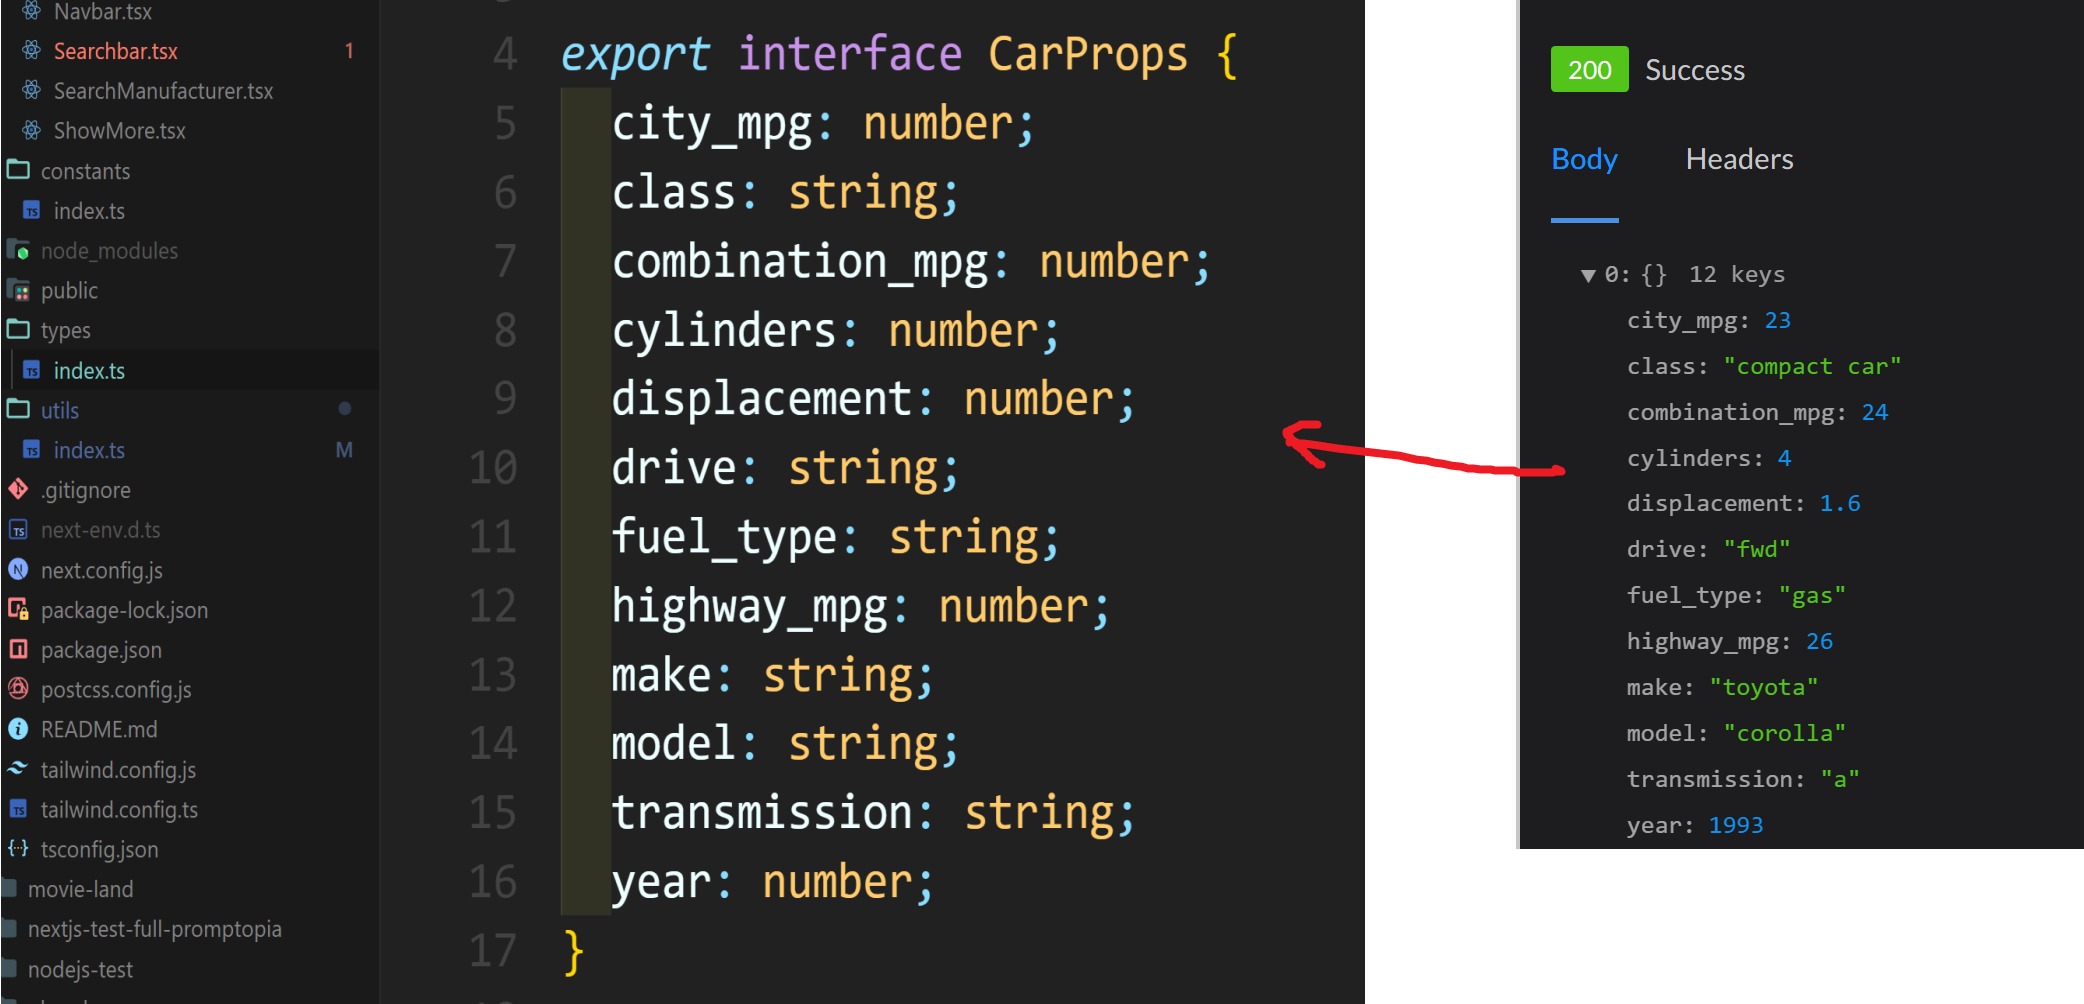 Navbar.tsx
Searchbar.tsx 1
SearchManufacturer.tsx
ShowMore.tsx
constants
TS index.ts
node_modules
public
types
TS index.ts
utils
TS index.ts M
.gitignore
TS next-env.d.ts
N next.config.js
package-lock.json
package.json
postcss.config.js
README.md
tailwind.config.js
TS tailwind.config.ts
tsconfig.json
movie-land
nextjs-test-full-promptopia
nodejs-test
4 export interface CarProps {
5 city_mpg: number;
6 class: string;
7 combination_mpg: number;
8 cylinders: number;
9 displacement: number;
10 drive: string;
11 fuel_type: string;
12 highway_mpg: number;
13 make: string;
14 model: string;
15 transmission: string;
16 year: number;
17 }
200 Success
Body Headers
0: {} 12 keys
city_mpg: 23
class: "compact car"
combination_mpg: 24
cylinders: 4
displacement: 1.6
drive: "fwd"
fuel_type: "gas"
highway_mpg: 26
make: "toyota"
model: "corolla"
transmission: "a"
year: 1993